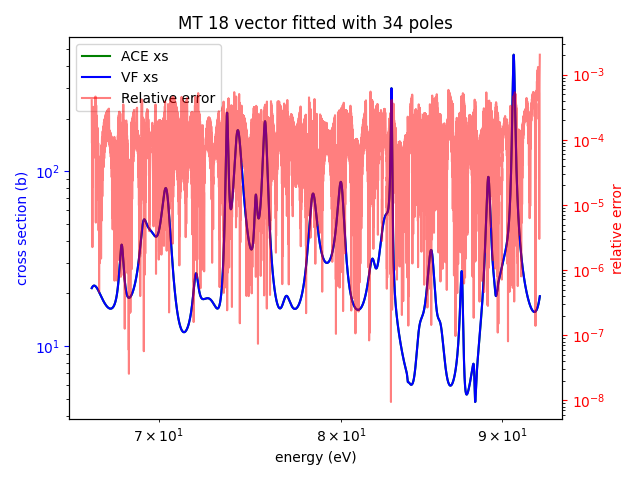 MT 18 vector fitted with 34 poles
ACE xs
VF xs
Relative error
cross section (b)
10²
10¹
relative error
10⁻³
10⁻⁴
10⁻⁵
10⁻⁶
10⁻⁷
10⁻⁸
7 × 10¹
8 × 10¹
9 × 10¹
energy (eV)